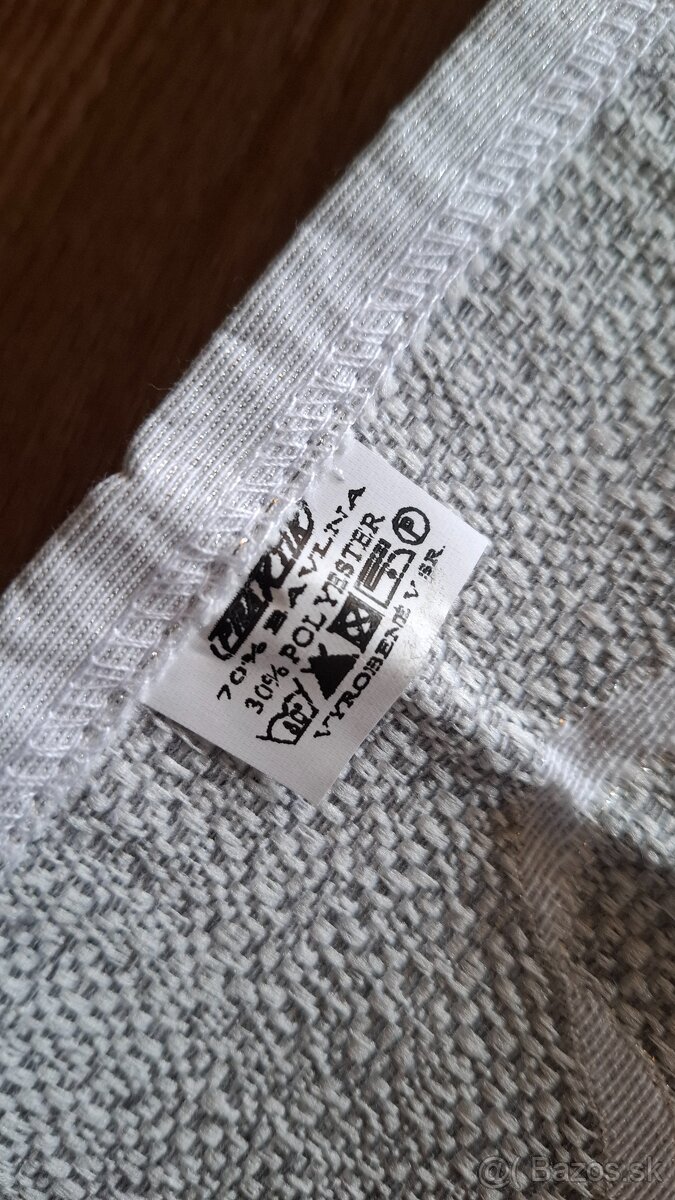 70% BAVLNA
30% POLYESTER
P
VYROBENÉ V SR
@Bazos.sk